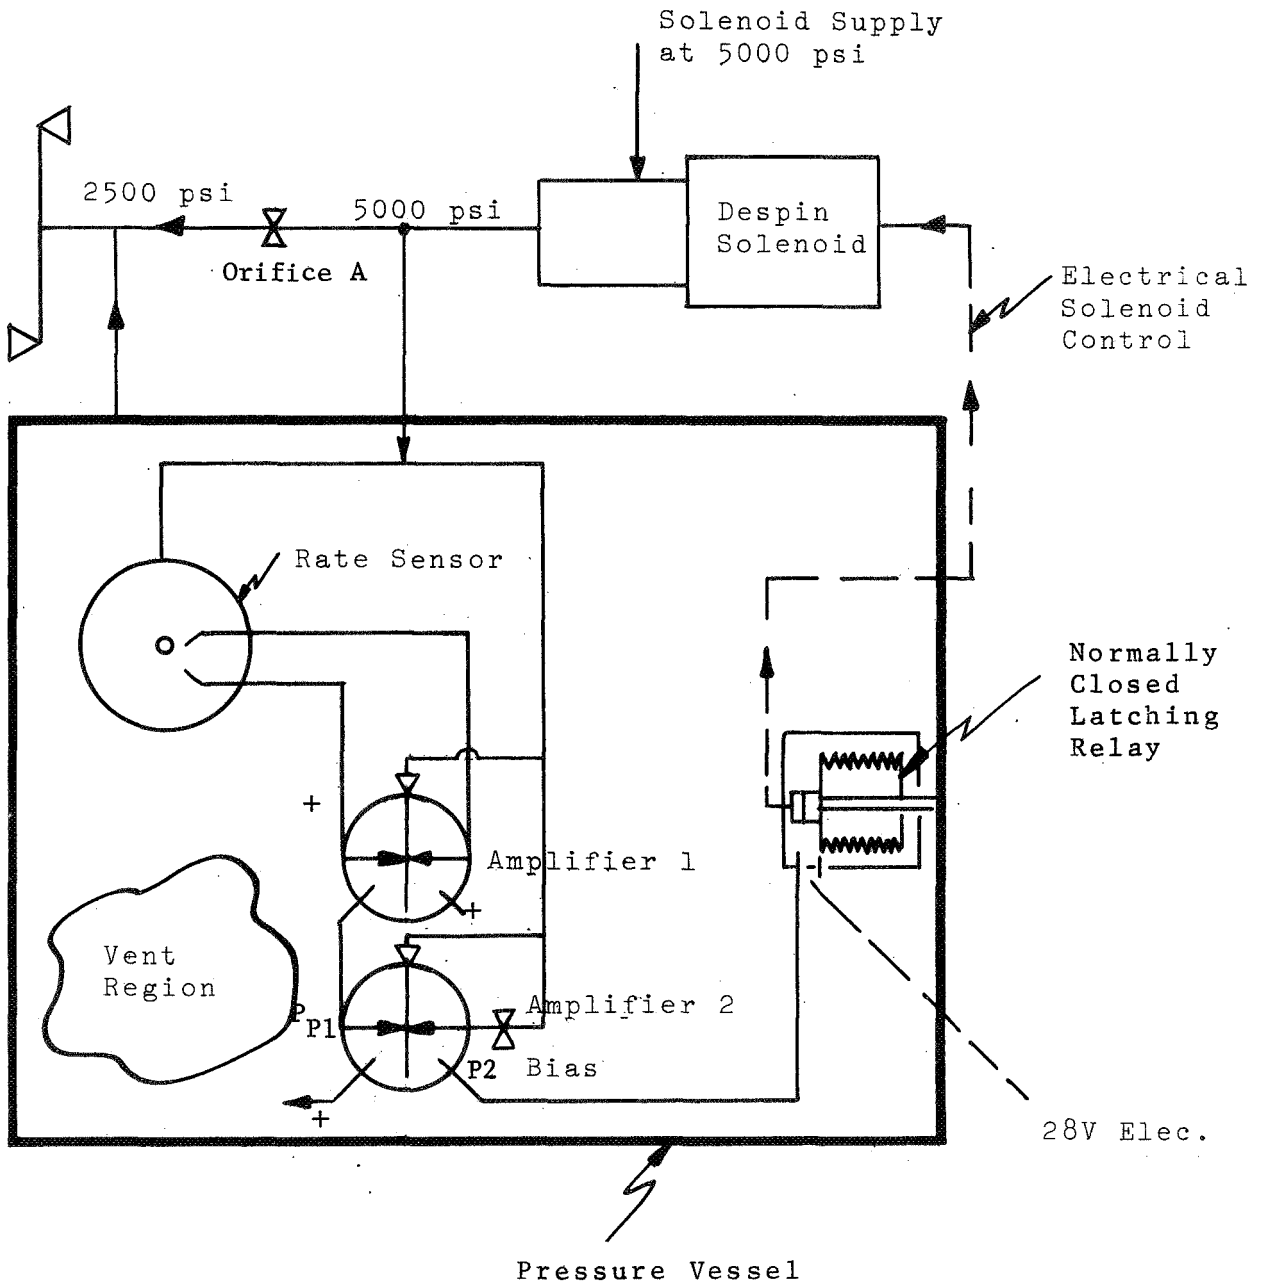 Solenoid Supply
at 5000 psi
2500 psi
5000 psi
Despin
Solenoid
Orifice A
Electrical
Solenoid
Control
Rate Sensor
Normally
Closed
Latching
Relay
+
Amplifier 1
+
Vent
Region
Amplifier 2
P
P1
P2
Bias
+
28V Elec.
Pressure Vessel